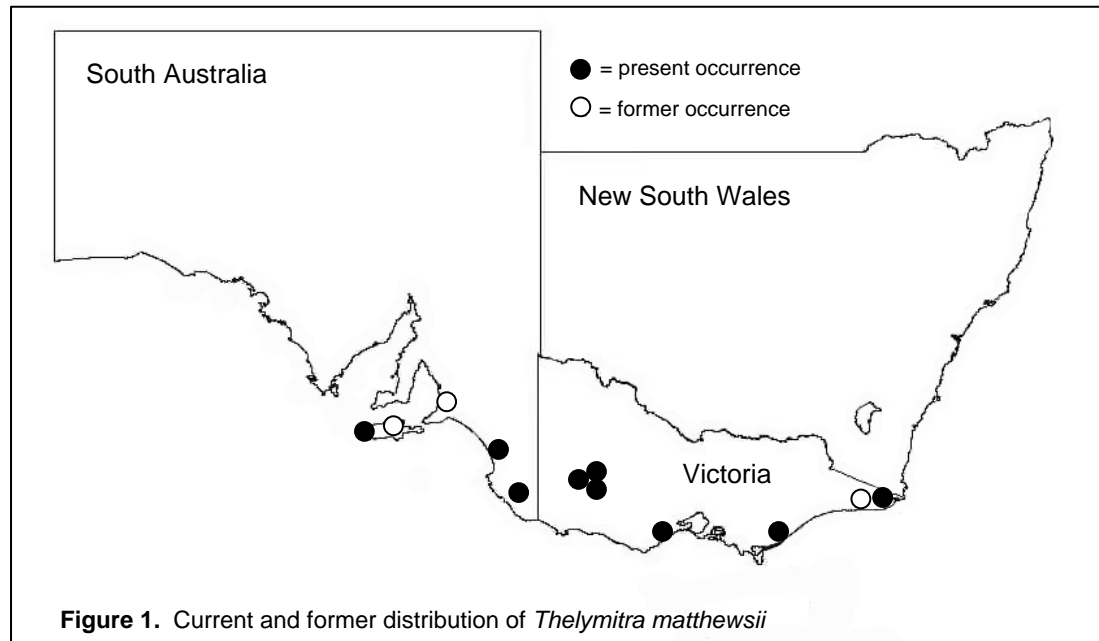 South Australia
= present occurrence
= former occurrence
New South Wales
Victoria
Figure 1. Current and former distribution of Thelymitra matthewsii